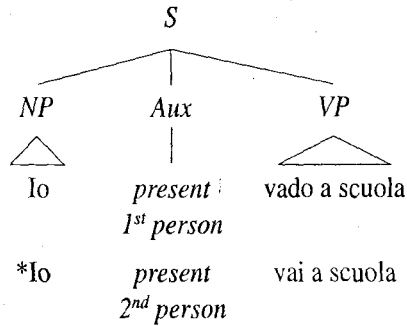 S
NP Aux VP
Io present vado a scuola
1st person
*Io present vai a scuola
2nd person